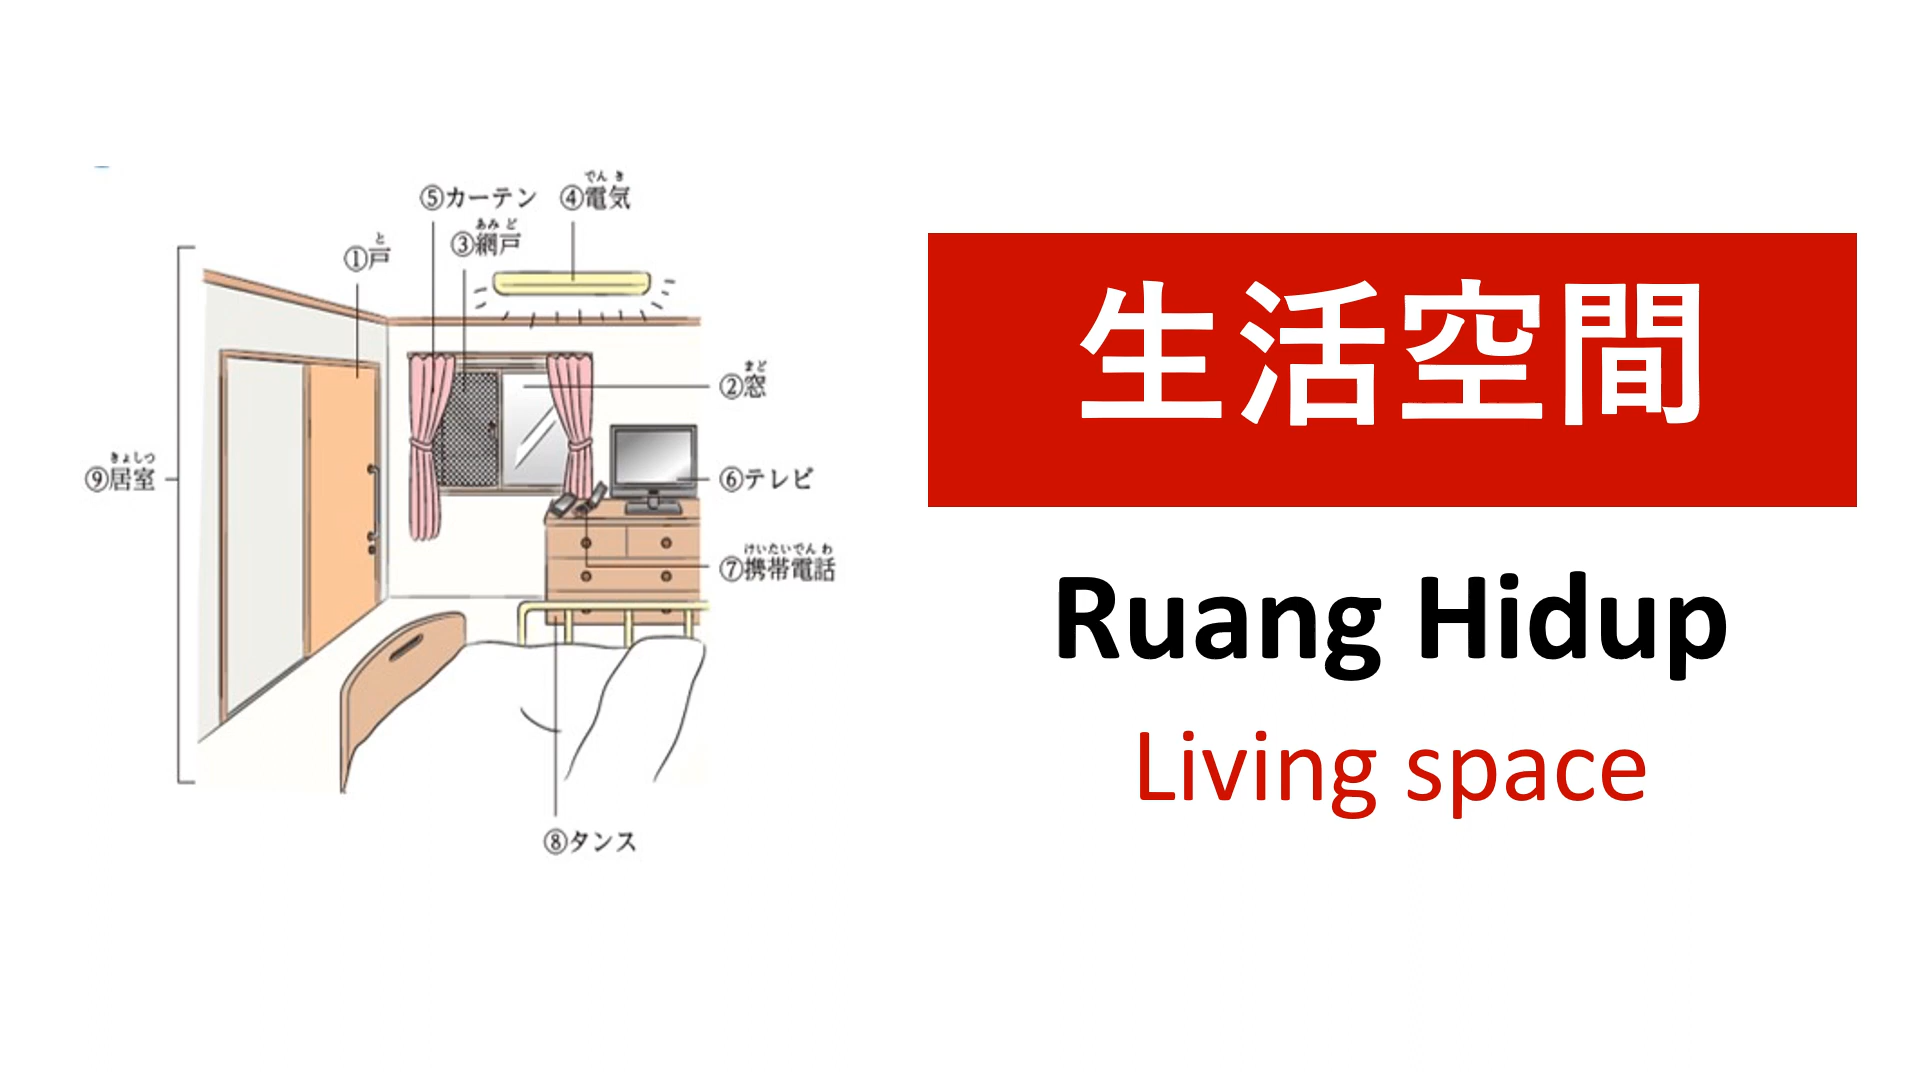 でんき
⑤カーテン ④電気
あみど
③網戸
と
①戸
まど
②窓
きょしつ
⑨居室
⑥テレビ
けいたいでんわ
⑦携帯電話
⑧タンス
生活空間
Ruang Hidup
Living space